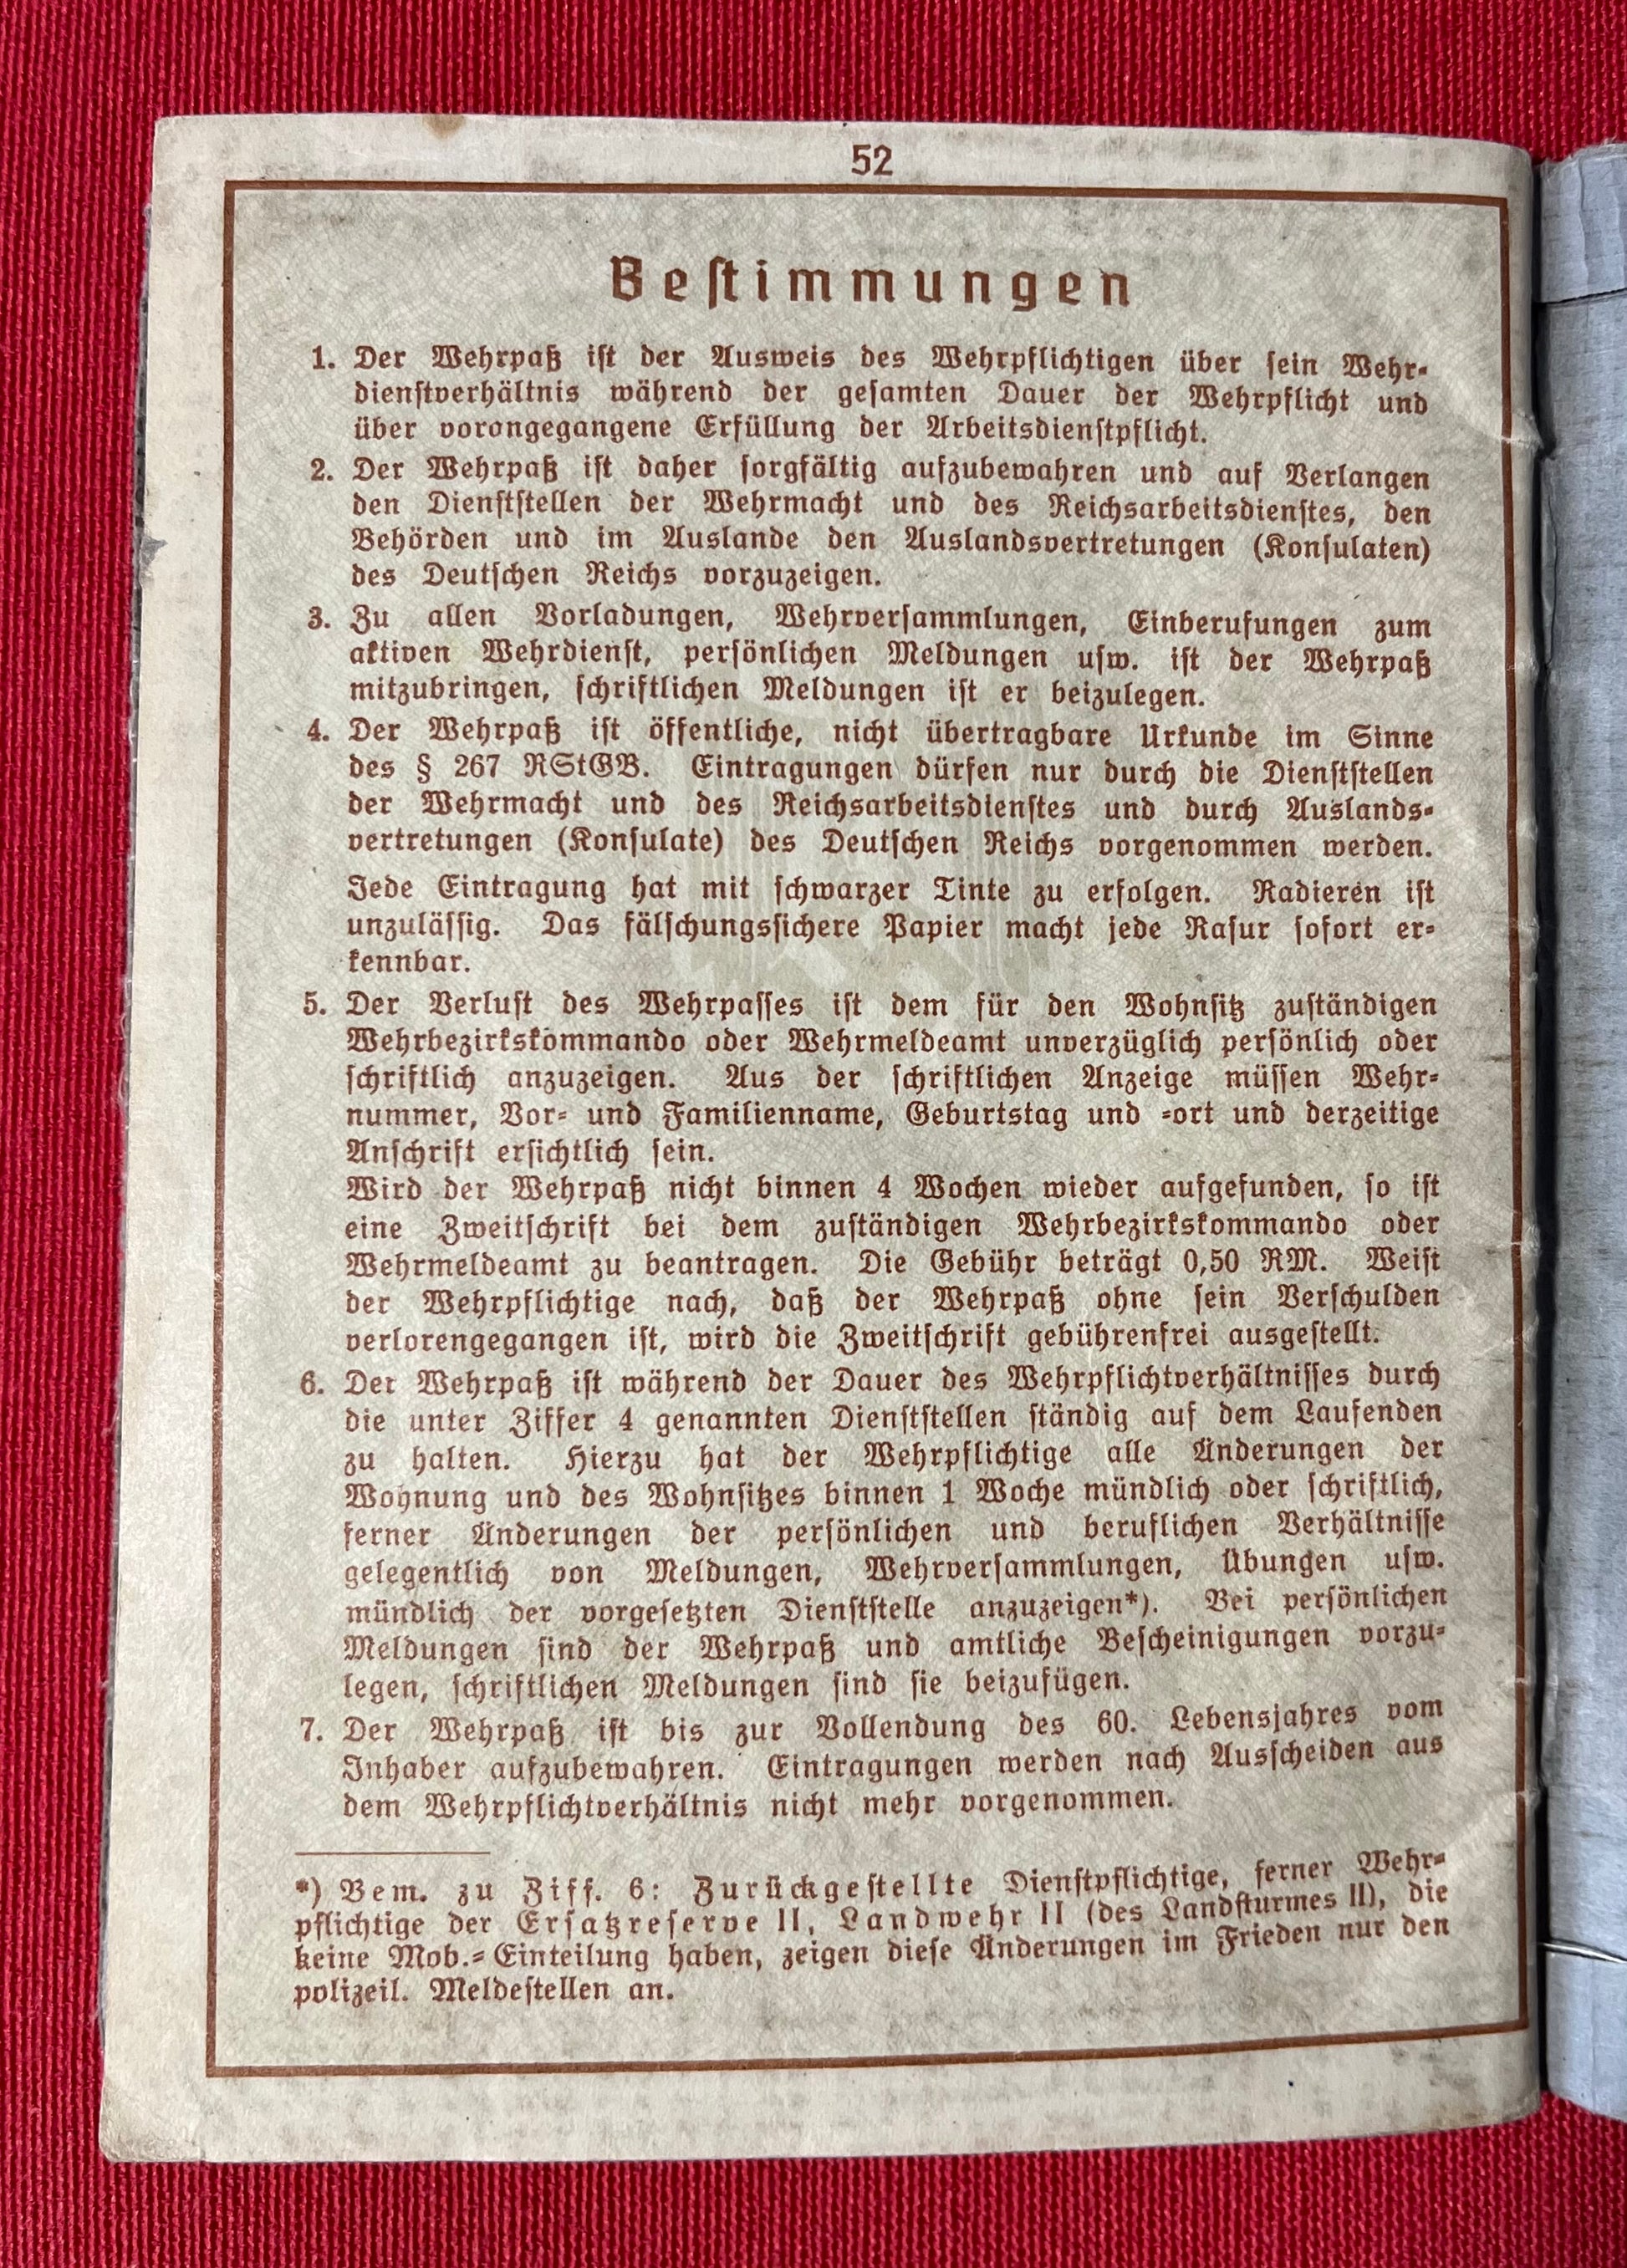 52
Bestimmungen
1. Der Wehrpaß ist der Ausweis des Wehrpflichtigen über sein Wehr-
dienstverhältnis während der gesamten Dauer der Wehrpflicht und
über vorangegangene Erfüllung der Arbeitsdienstpflicht.
2. Der Wehrpaß ist daher sorgfältig aufzubewahren und auf Verlangen
den Dienststellen der Wehrmacht und des Reichsarbeitsdienstes, den
Behörden und im Auslande den Auslandsvertretungen (Konsulaten)
des Deutschen Reichs vorzuzeigen.
3. Zu allen Vorladungen, Wehrversammlungen, Einberufungen zum
aktiven Wehrdienst, persönlichen Meldungen usw. ist der Wehrpaß
mitzubringen, schriftlichen Meldungen ist er beizulegen.
4. Der Wehrpaß ist öffentliche, nicht übertragbare Urkunde im Sinne
des § 267 RStGB. Eintragungen dürfen nur durch die Dienststellen
der Wehrmacht und des Reichsarbeitsdienstes und durch Auslands-
vertretungen (Konsulate) des Deutschen Reichs vorgenommen werden.
Jede Eintragung hat mit schwarzer Tinte zu erfolgen. Radieren ist
unzulässig. Das fälschungssichere Papier macht jede Rasur sofort er-
kennbar.
5. Der Verlust des Wehrpasses ist dem für den Wohnsitz zuständigen
Wehrbezirkskommando oder Wehrmeldeamt unverzüglich persönlich oder
schriftlich anzuzeigen. Aus der schriftlichen Anzeige müssen Wehr-
nummer, Vor- und Familienname, Geburtstag und -ort und derzeitige
Anschrift ersichtlich sein.
Wird der Wehrpaß nicht binnen 4 Wochen wieder aufgefunden, so ist
eine Zweitschrift bei dem zuständigen Wehrbezirkskommando oder
Wehrmeldeamt zu beantragen. Die Gebühr beträgt 0,50 RM. Weist
der Wehrpflichtige nach, daß der Wehrpaß ohne sein Verschulden
verlorengegangen ist, wird die Zweitschrift gebührenfrei ausgestellt.
6. Der Wehrpaß ist während der Dauer des Wehrpflichtverhältnisses durch
die unter Ziffer 4 genannten Dienststellen ständig auf dem Laufenden
zu halten. Hierzu hat der Wehrpflichtige alle Änderungen der
Wohnung und des Wohnsitzes binnen 1 Woche mündlich oder schriftlich,
ferner Änderungen der persönlichen und beruflichen Verhältnisse
gelegentlich von Meldungen, Wehrversammlungen, Übungen usw.
mündlich der vorgesetzten Dienststelle anzuzeigen*). Bei persönlichen
Meldungen sind der Wehrpaß und amtliche Bescheinigungen vorzu-
legen, schriftlichen Meldungen sind sie beizufügen.
7. Der Wehrpaß ist bis zur Vollendung des 60. Lebensjahres vom
Inhaber aufzubewahren. Eintragungen werden nach Ausscheiden aus
dem Wehrpflichtverhältnis nicht mehr vorgenommen.
*) Bem. zu Ziff. 6: Zurückgestellte Dienstpflichtige, ferner Wehr-
pflichtige der Ersatzreserve II, Landwehr II (des Landsturmes II), die
keine Mob.-Einteilung haben, zeigen diese Änderungen im Frieden nur den
polizeil. Meldestellen an.